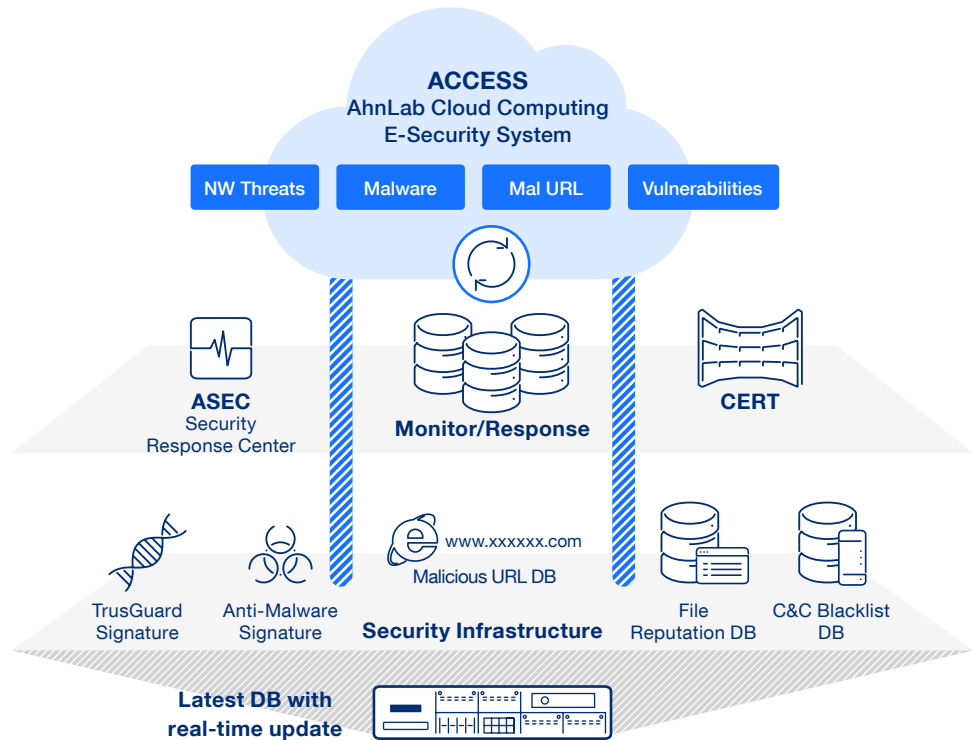 ACCESS
AhnLab Cloud Computing
E-Security System
NW Threats
Malware
Mal URL
Vulnerabilities
ASEC
Security
Response Center
Monitor/Response
CERT
TrusGuard
Signature
Anti-Malware
Signature
e www.xxxxxx.com
Malicious URL DB
Security Infrastructure
File
Reputation DB
C&C Blacklist
DB
Latest DB with
real-time update